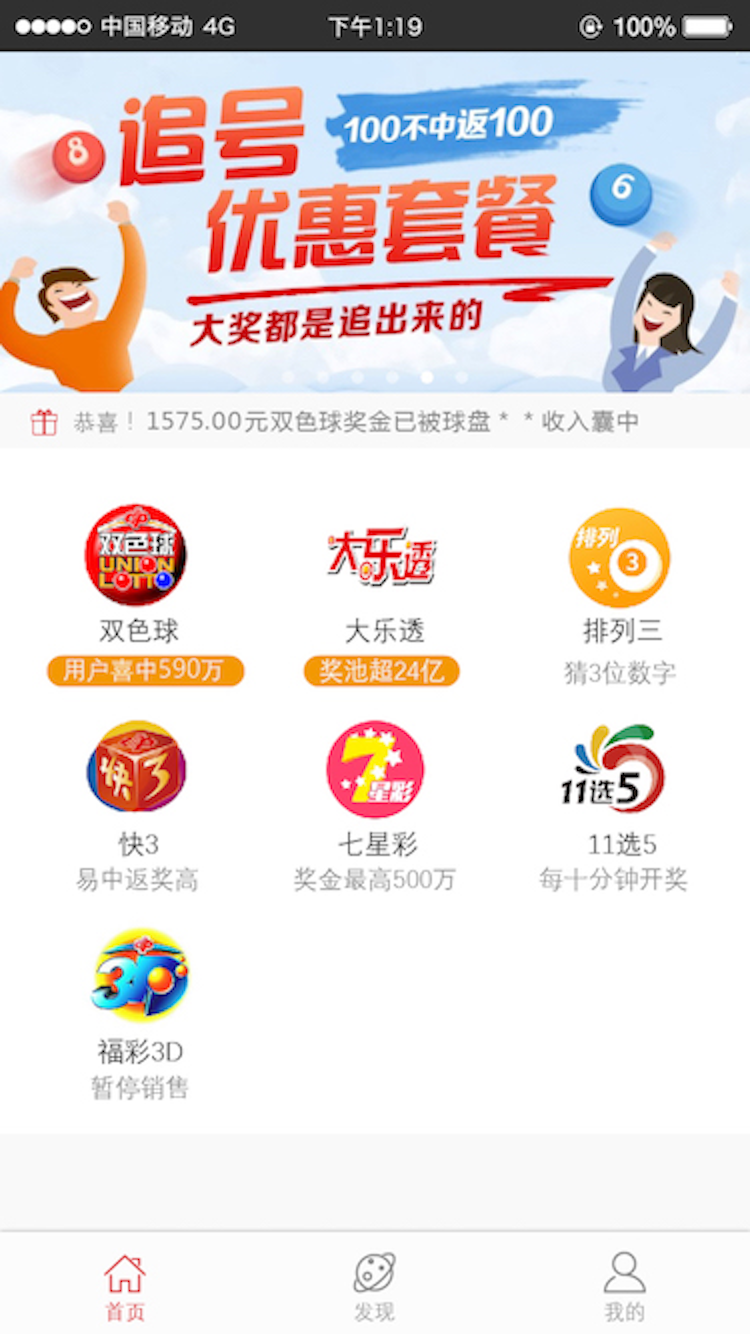 中国移动 4G 下午1:19 100%
8
追号
100不中返100
6
优惠套餐
大奖都是追出来的
恭喜！1575.00元双色球奖金已被球盘＊＊收入囊中
双色球 大乐透 排列
UNION 3
LOTTO
双色球 大乐透 排列三
用户喜中590万 奖池超24亿 猜3位数字
快3 7星彩 11选5
快3 七星彩 11选5
易中返奖高 奖金最高500万 每十分钟开奖
3D
福彩3D
暂停销售
首页 发现 我的